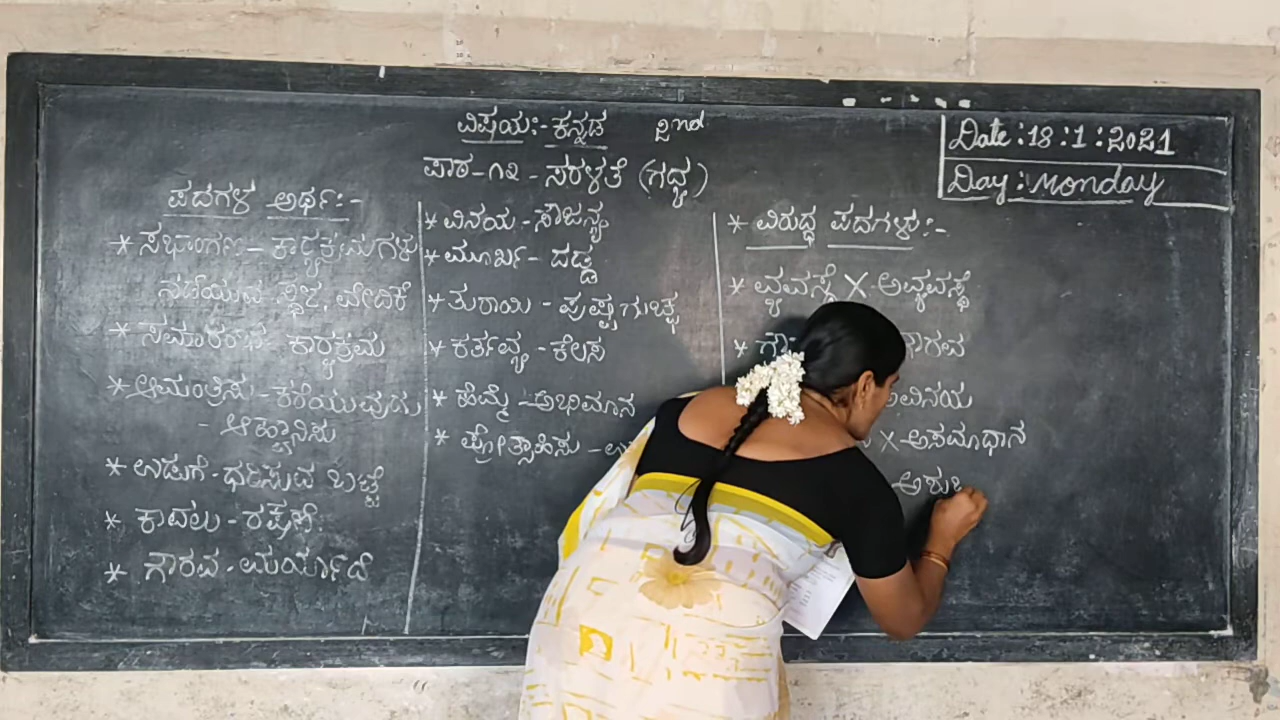 ವಿಷಯ:- ಕನ್ನಡ 2nd
ಪಾಠ-೧೩ - ಸರಳತೆ (ಗದ್ಯ)
Date : 18 : 1 : 2021
Day : Monday
ಪದಗಳ ಅರ್ಥ:-
* ಸಭಾಂಗಣ - ಕಾರ್ಯಕ್ರಮಗಳು
ನಡೆಯುವ ಸ್ಥಳ, ವೇದಿಕೆ
* ಸಮಾರಂಭ - ಕಾರ್ಯಕ್ರಮ
* ಆಮಂತ್ರಿಸು - ಕರೆಯುವುದು
- ಆಹ್ವಾನಿಸು
* ಉಡುಗೆ - ಧರಿಸುವ ಬಟ್ಟೆ
* ಕಾವಲು - ರಕ್ಷಣೆ
* ಗೌರವ - ಮರ್ಯಾದೆ
* ವಿನಯ - ಸೌಜನ್ಯ
* ಮೂರ್ಖ - ದಡ್ಡ
* ತುರಾಯಿ - ಪುಷ್ಪಗುಚ್ಛ
* ಕರ್ತವ್ಯ - ಕೆಲಸ
* ಹೆಮ್ಮೆ - ಅಭಿಮಾನ
* ಪ್ರೋತ್ಸಾಹಿಸು -
* ವಿರುದ್ಧ ಪದಗಳು:-
* ವ್ಯವಸ್ಥೆ X ಅವ್ಯವಸ್ಥೆ
*
ಅವಿನಯ
X - ಅಸಮಾಧಾನ